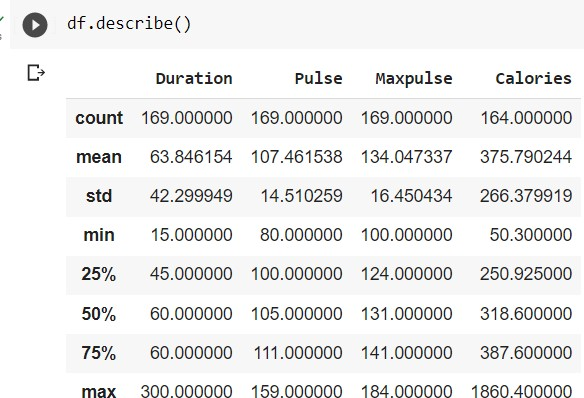 df.describe()
Duration Pulse Maxpulse Calories
count 169.000000 169.000000 169.000000 164.000000
mean 63.846154 107.461538 134.047337 375.790244
std 42.299949 14.510259 16.450434 266.379919
min 15.000000 80.000000 100.000000 50.300000
25% 45.000000 100.000000 124.000000 250.925000
50% 60.000000 105.000000 131.000000 318.600000
75% 60.000000 111.000000 141.000000 387.600000
max 300.000000 159.000000 184.000000 1860.400000